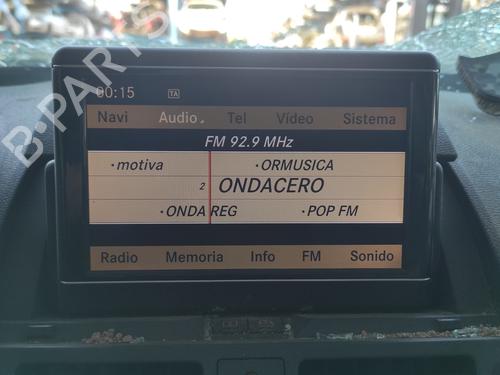 00:15 TA
Navi Audio Tel Vídeo Sistema
FM 92.9 MHz
•motiva •ORMUSICA
2 ONDACERO
•ONDA REG •POP FM
Radio Memoria Info FM Sonido
B-PARTS